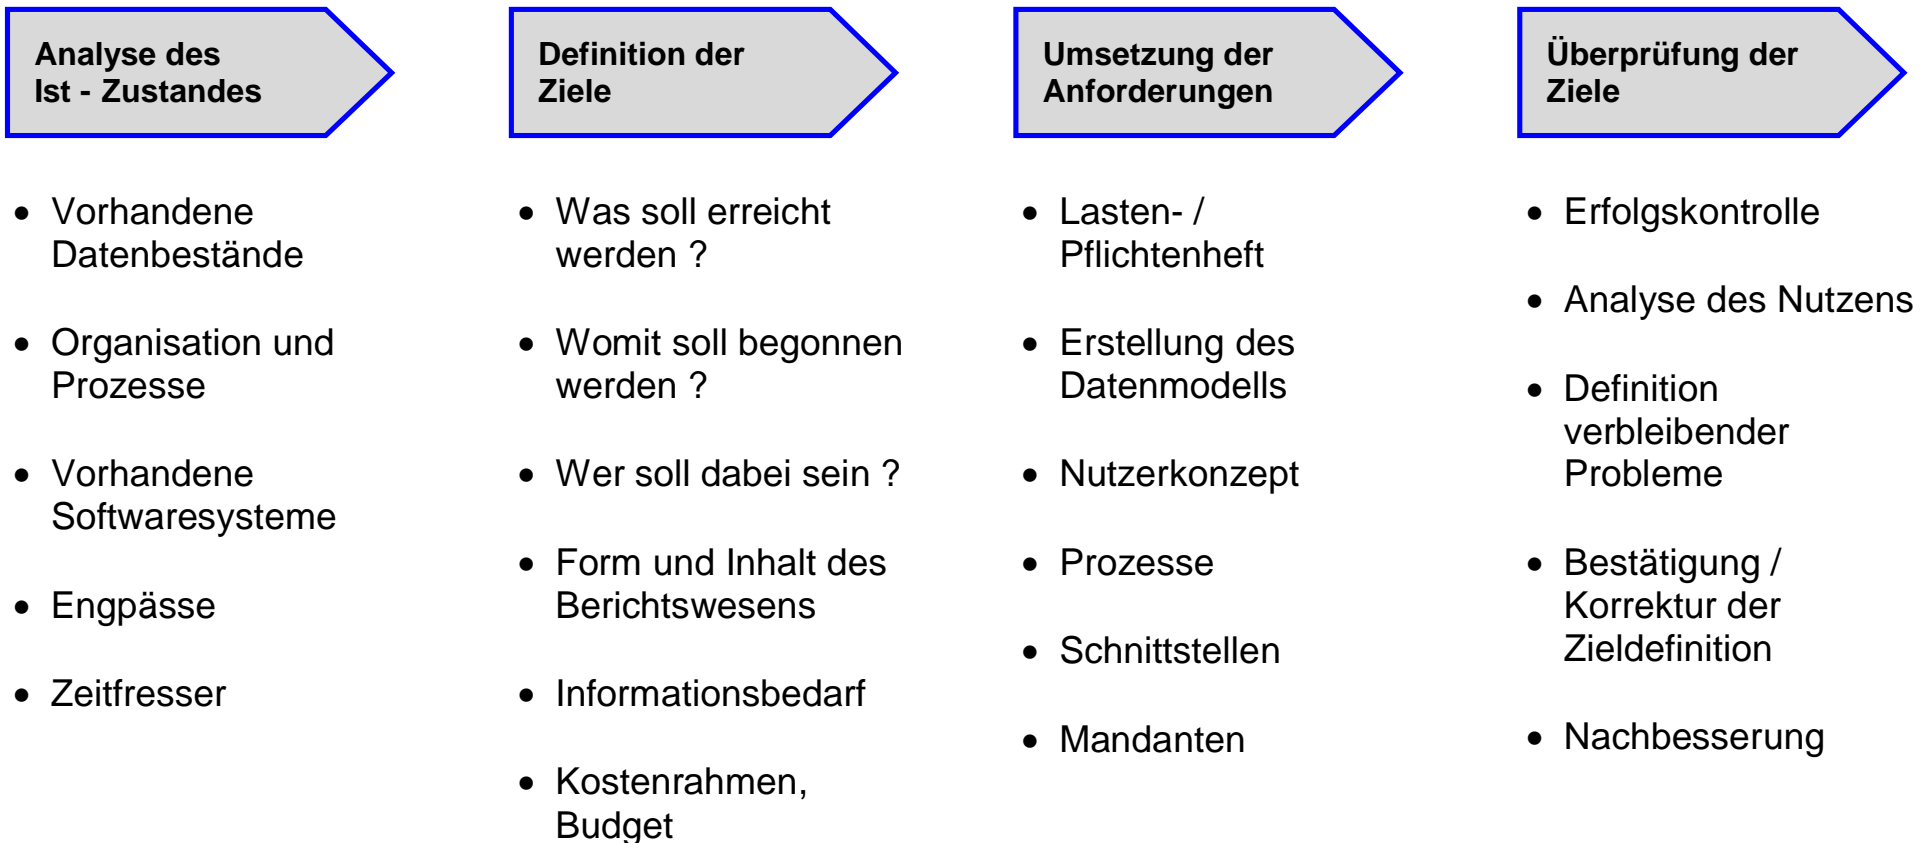 Analyse des
Ist - Zustandes
• Vorhandene
Datenbestände
• Organisation und
Prozesse
• Vorhandene
Softwaresysteme
• Engpässe
• Zeitfresser
Definition der
Ziele
• Was soll erreicht
werden ?
• Womit soll begonnen
werden ?
• Wer soll dabei sein ?
• Form und Inhalt des
Berichtswesens
• Informationsbedarf
• Kostenrahmen,
Budget
Umsetzung der
Anforderungen
• Lasten- /
Pflichtenheft
• Erstellung des
Datenmodells
• Nutzerkonzept
• Prozesse
• Schnittstellen
• Mandanten
Überprüfung der
Ziele
• Erfolgskontrolle
• Analyse des Nutzens
• Definition
verbleibender
Probleme
• Bestätigung /
Korrektur der
Zieldefinition
• Nachbesserung